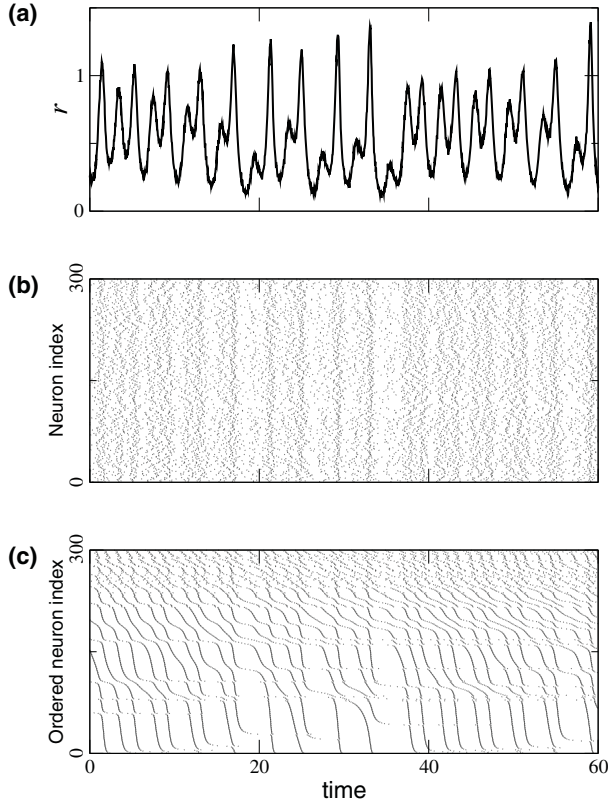 (a)
1
r
0
(b)
300
Neuron index
0
(c)
300
Ordered neuron index
0
0
20
40
60
time